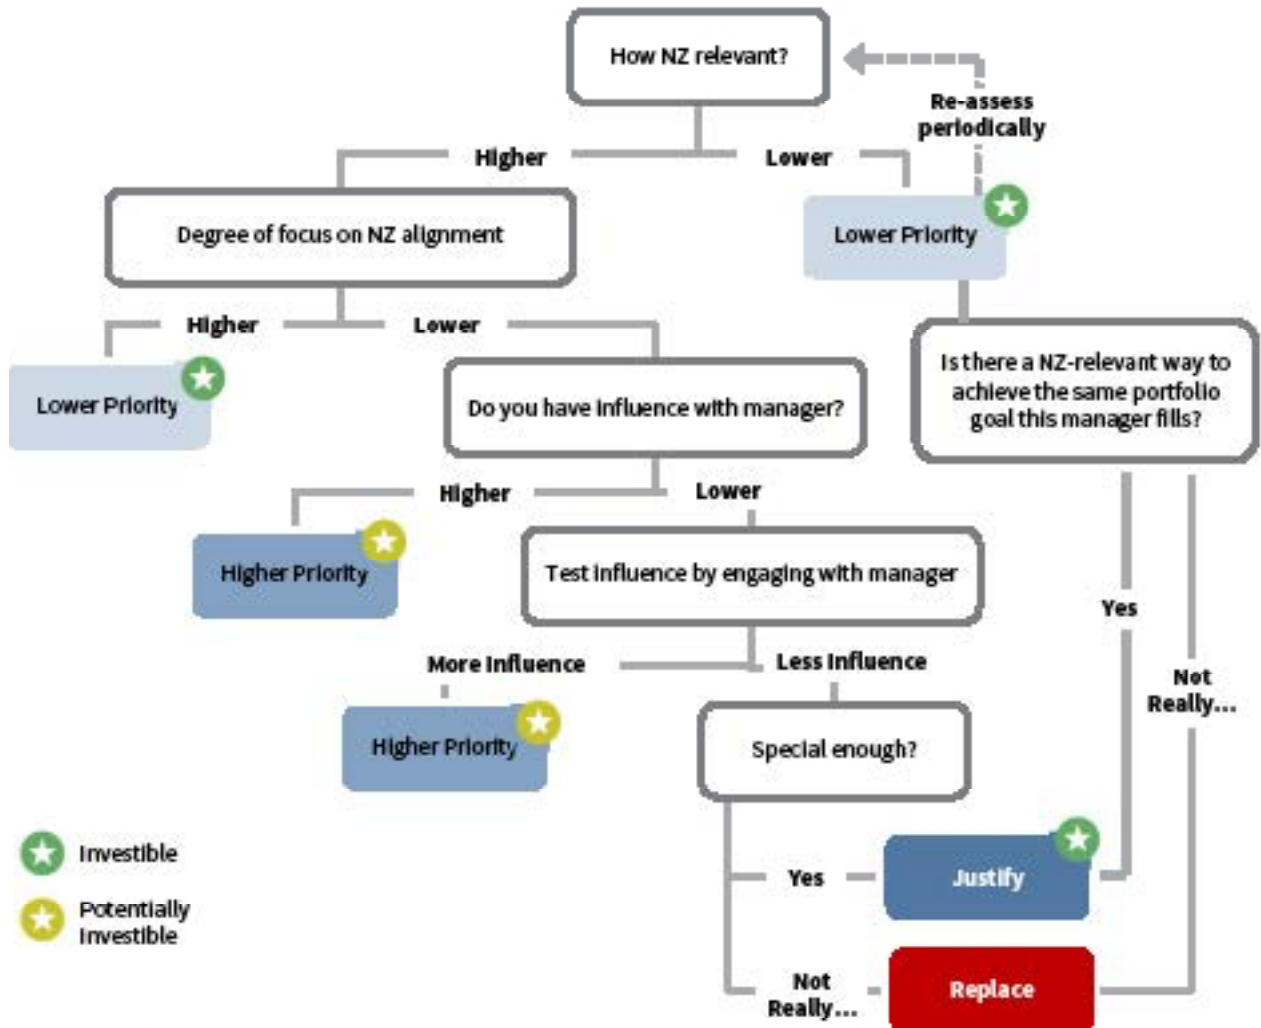 How NZ relevant?
Re-assess
periodically
Higher
Lower
Degree of focus on NZ alignment
Lower Priority
Higher
Lower
Is there a NZ-relevant way to
achieve the same portfolio
goal this manager fills?
Lower Priority
Do you have influence with manager?
Higher
Lower
Higher Priority
Test influence by engaging with manager
Yes
More Influence
Less Influence
Not
Really...
Higher Priority
Special enough?
Investible
Yes
Justify
Potentially
Investible
Not
Really...
Replace